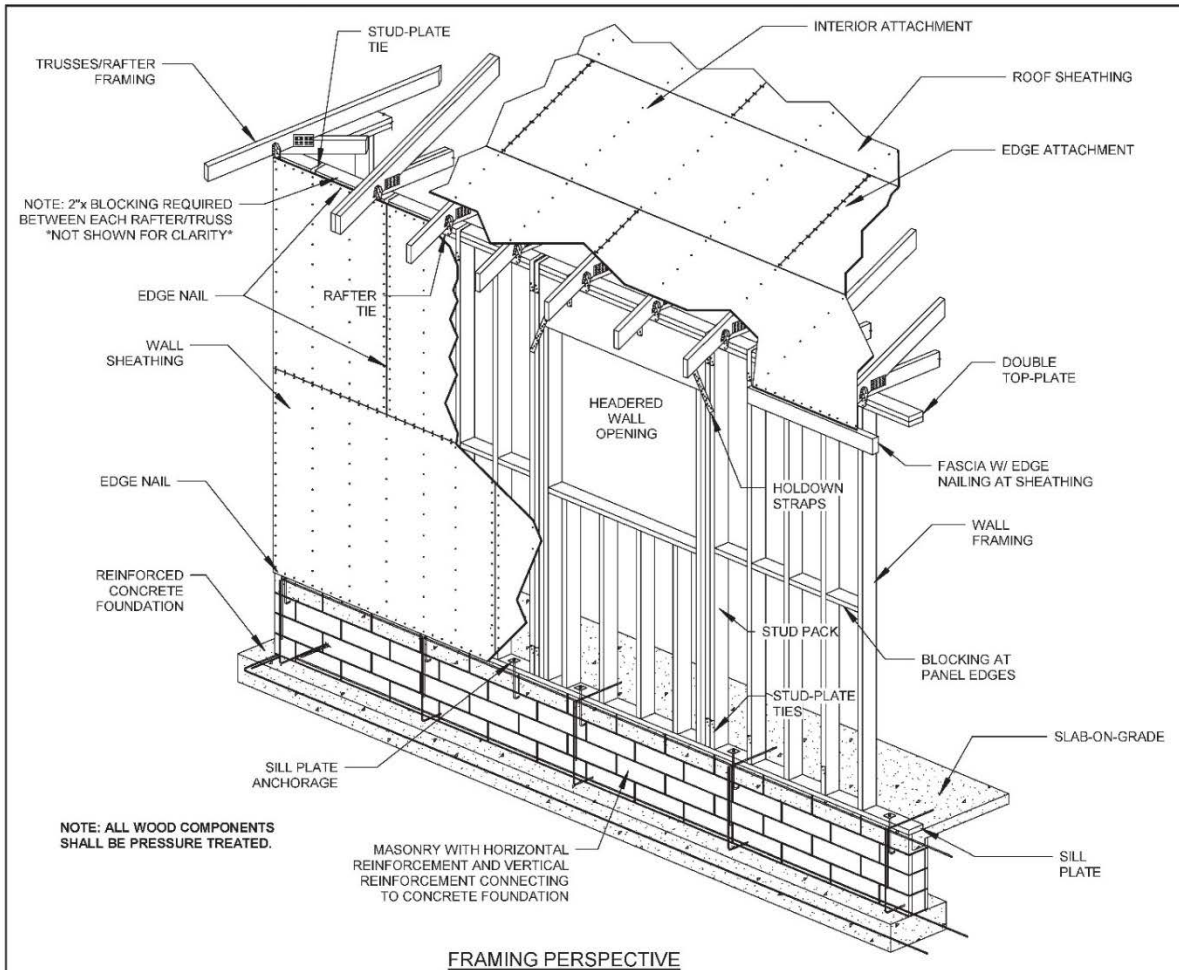 STUD-PLATE
TIE
INTERIOR ATTACHMENT
TRUSSES/RAFTER
FRAMING
ROOF SHEATHING
EDGE ATTACHMENT
NOTE: 2"x BLOCKING REQUIRED
BETWEEN EACH RAFTER/TRUSS
*NOT SHOWN FOR CLARITY*
EDGE NAIL
RAFTER
TIE
WALL
SHEATHING
DOUBLE
TOP-PLATE
HEADERED
WALL
OPENING
FASCIA W/ EDGE
NAILING AT SHEATHING
EDGE NAIL
HOLDOWN
STRAPS
WALL
FRAMING
REINFORCED
CONCRETE
FOUNDATION
STUD PACK
BLOCKING AT
PANEL EDGES
STUD-PLATE
TIES
SLAB-ON-GRADE
SILL PLATE
ANCHORAGE
NOTE: ALL WOOD COMPONENTS
SHALL BE PRESSURE TREATED.
MASONRY WITH HORIZONTAL
REINFORCEMENT AND VERTICAL
REINFORCEMENT CONNECTING
TO CONCRETE FOUNDATION
SILL
PLATE
FRAMING PERSPECTIVE